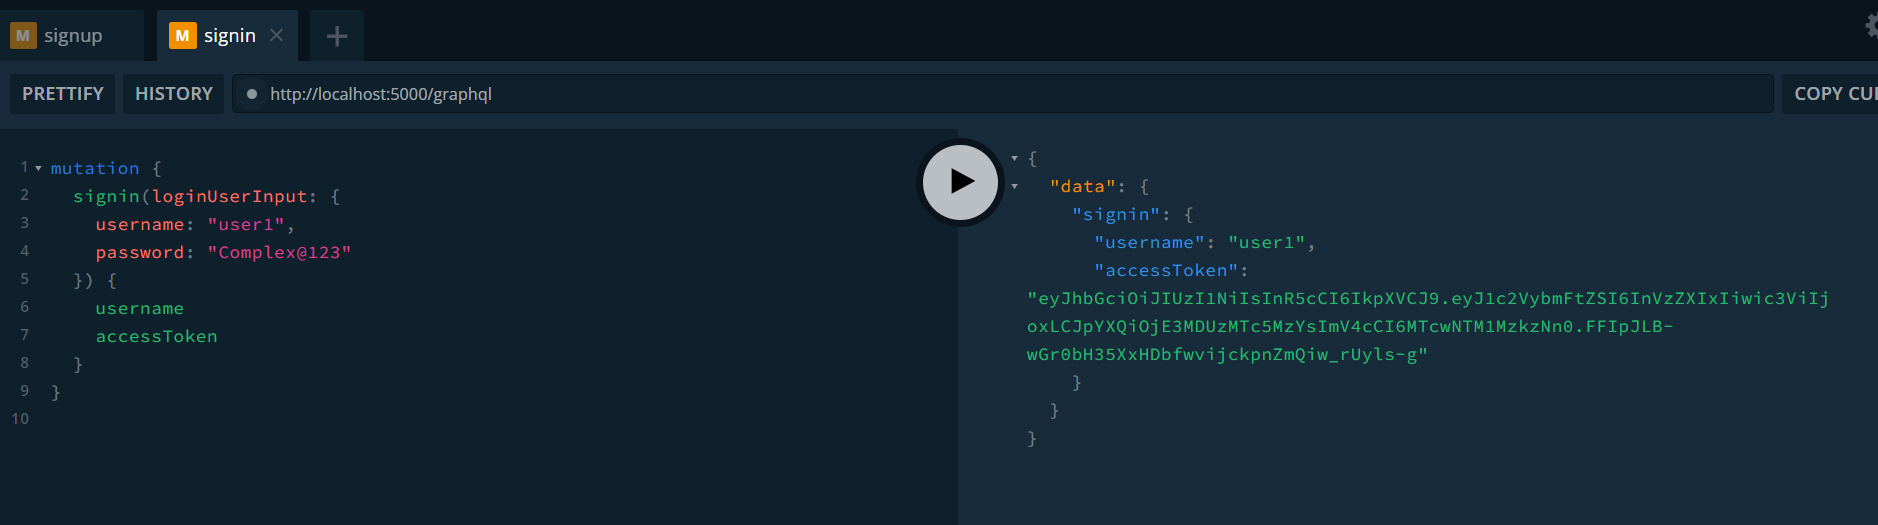 M signup
M signin
PRETTIFY
HISTORY
http://localhost:5000/graphql
COPY CU
1 mutation {
2 signin(loginUserInput: {
3 username: "user1",
4 password: "Complex@123"
5 }) {
6 username
7 accessToken
8 }
9 }
10
{
"data": {
"signin": {
"username": "user1",
"accessToken":
"eyJhbGciOiJIUzI1NiIsInR5cCI6IkpXVCJ9.eyJ1c2VybmFtZSI6InVzZXIxIiwic3ViIj
oxLCJpYXQiOjE3MDUzMTc5MzYsImV4cCI6MTcwNTM1MzkzNn0.FFIpJLB-
wGr0bH35XxHDbfwvijckpnZmQiw_rUyls-g"
}
}
}